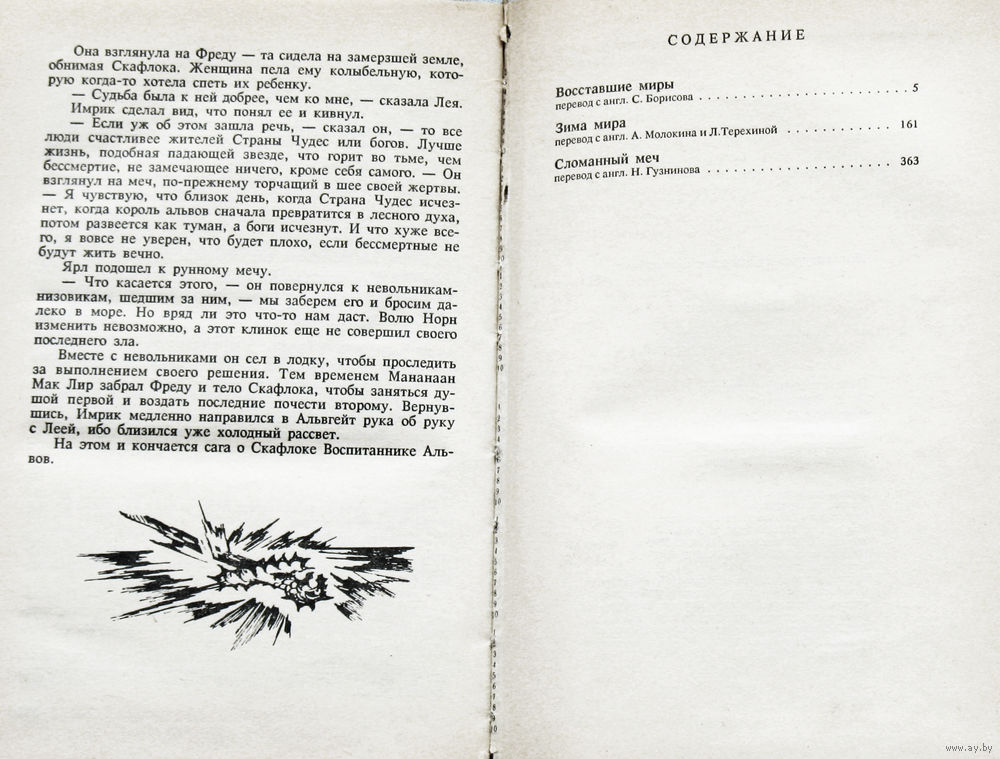 Она взглянула на Фреду — та сидела на замерзшей земле,
обнимая Скафлока. Женщина пела ему колыбельную, кото-
рую когда-то хотела спеть их ребенку.
— Судьба была к ней добрее, чем ко мне, — сказала Лея.
Имрик сделал вид, что понял ее и кивнул.
— Если уж об этом зашла речь, — сказал он, — то все
люди счастливее жителей Страны Чудес или богов. Лучше
жизнь, подобная падающей звезде, что горит во тьме, чем
бессмертие, не замечающее ничего, кроме себя самого. — Он
взглянул на меч, по-прежнему торчащий в шее своей жертвы.
— Я чувствую, что близок день, когда Страна Чудес исчез-
нет, когда король альвов сначала превратится в лесного духа,
потом развеется как туман, а боги исчезнут. И что хуже все-
го, я вовсе не уверен, что будет плохо, если бессмертные не
будут жить вечно.
Ярл подошел к рунному мечу.
— Что касается этого, — он повернулся к невольникам-
низовикам, шедшим за ним, — мы заберем его и бросим да-
леко в море. Но вряд ли это что-то нам даст. Волю Норн
изменить невозможно, а этот клинок еще не совершил своего
последнего зла.
Вместе с невольниками он сел в лодку, чтобы проследить
за выполнением своего решения. Тем временем Мананаан
Мак Лир забрал Фреду и тело Скафлока, чтобы заняться ду-
шой первой и воздать последние почести второму. Вернув-
шись, Имрик медленно направился в Альвгейт рука об руку
с Леей, ибо близился уже холодный рассвет.
На этом и кончается сага о Скафлоке Воспитаннике Аль-
вов.
СОДЕРЖАНИЕ
Восставшие миры
перевод с англ. С. Борисова . . . . . . . . . . . . . . . . . . . . . . . 5
Зима мира
перевод с англ. А. Молокина и Л.Терехиной . . . . . . . . . . . 161
Сломанный меч
перевод с англ. Н. Гузнинова . . . . . . . . . . . . . . . . . . . . 363
www.ay.by